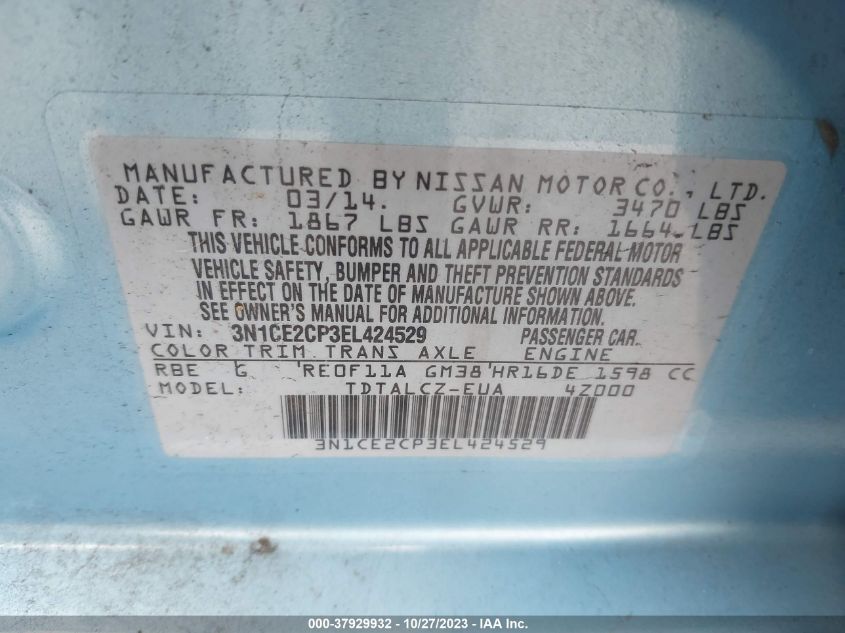 MANUFACTURED BY NISSAN MOTOR CO., LTD.
DATE: 03/14. GVWR: 3470 LBS
GAWR FR: 1867 LBS GAWR RR: 1664 LBS
THIS VEHICLE CONFORMS TO ALL APPLICABLE FEDERAL MOTOR
VEHICLE SAFETY, BUMPER AND THEFT PREVENTION STANDARDS
IN EFFECT ON THE DATE OF MANUFACTURE SHOWN ABOVE.
SEE OWNER'S MANUAL FOR ADDITIONAL INFORMATION.
VIN: 3N1CE2CP3EL424529 PASSENGER CAR
COLOR TRIM TRANS AXLE ENGINE
RBE G 'RE0F11A GM38'HR16DE 1598 CC
MODEL: TDTALCZ-EUA 4Z000
3N1CE2CP3EL424529
000-37929932 - 10/27/2023 - IAA Inc.